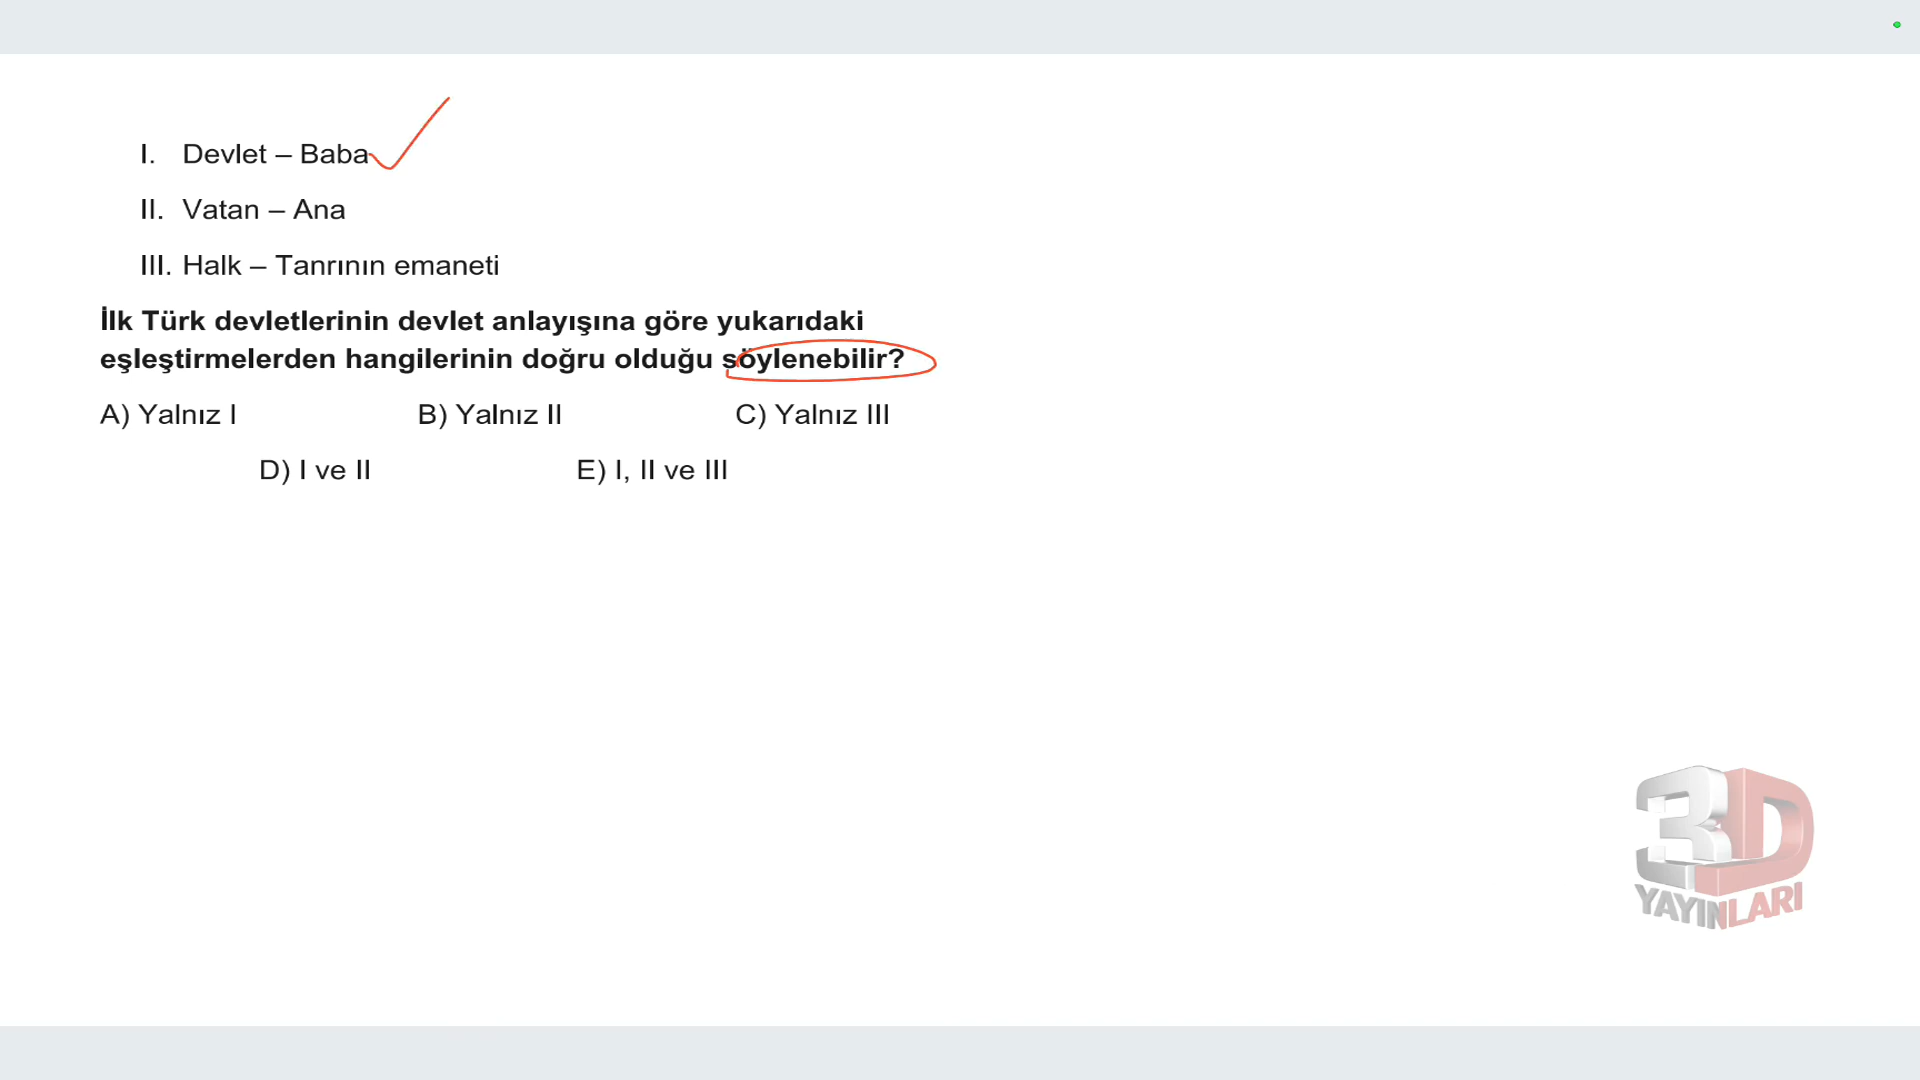 I. Devlet – Baba
II. Vatan – Ana
III. Halk – Tanrının emaneti
İlk Türk devletlerinin devlet anlayışına göre yukarıdaki
eşleştirmelerden hangilerinin doğru olduğu söylenebilir?
A) Yalnız I B) Yalnız II C) Yalnız III
D) I ve II E) I, II ve III
3D
YAYINLARI